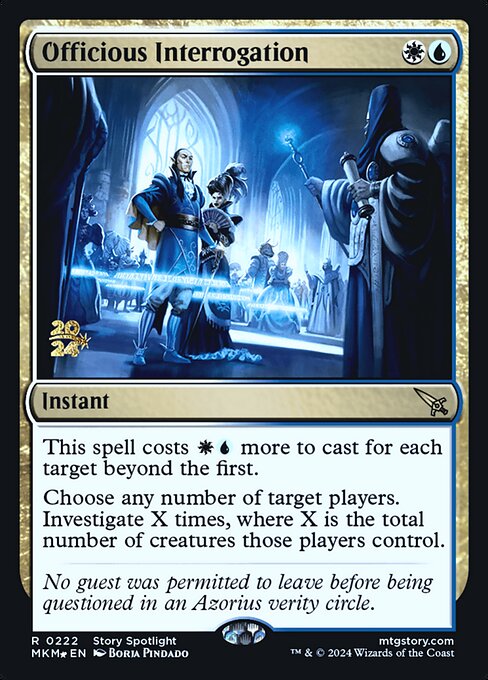 Officious Interrogation
2024
Instant
This spell costs more to cast for each
target beyond the first.
Choose any number of target players.
Investigate X times, where X is the total
number of creatures those players control.
No guest was permitted to leave before being
questioned in an Azorius verity circle.
R 0222 Story Spotlight mtgstory.com
MKM★EN Boria Pindado ™ & © 2024 Wizards of the Coast